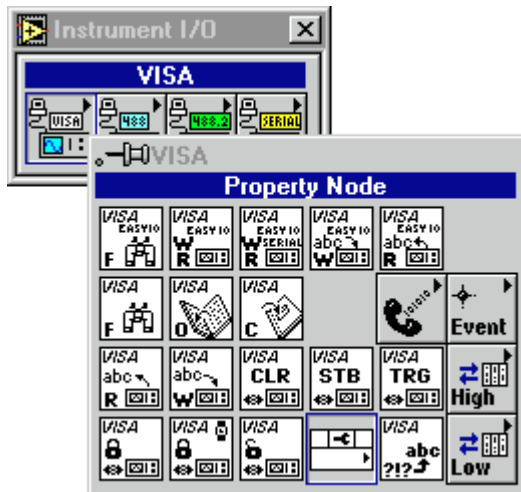 Instrument I/O
VISA
VISA 488 488.2 SERIAL
VISA
Property Node
VISA VISA VISA VISA VISA
EASY IO EASY IO EASY IO EASY IO EASY IO
F W R W SERIAL R abc W abc R
VISA VISA VISA
F O C Event
VISA VISA VISA VISA VISA
abc abc CLR STB TRG
R W High
VISA VISA VISA VISA
abc
?!? Low